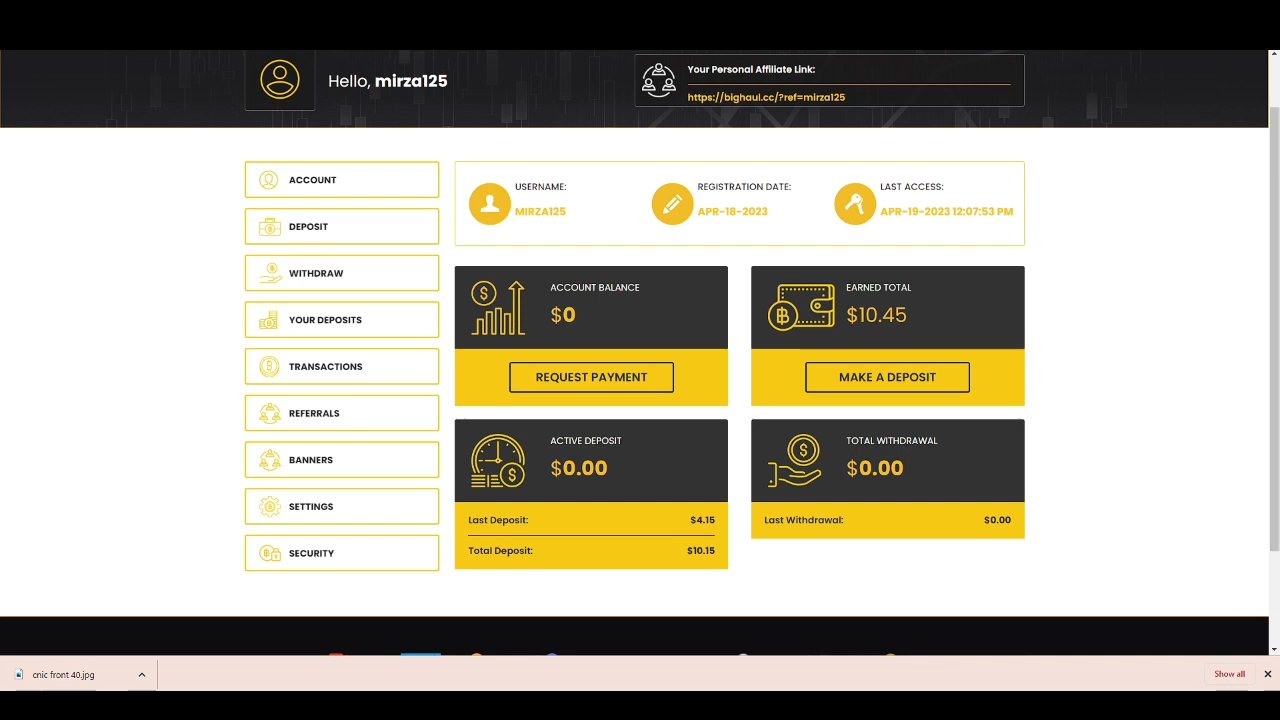 Hello, mirza125
Your Personal Affiliate Link:
https://bighaul.cc/?ref=mirza125
ACCOUNT
DEPOSIT
WITHDRAW
YOUR DEPOSITS
TRANSACTIONS
REFERRALS
BANNERS
SETTINGS
SECURITY
USERNAME:
MIRZA125
REGISTRATION DATE:
APR-18-2023
LAST ACCESS:
APR-19-2023 12:07:53 PM
ACCOUNT BALANCE
$0
REQUEST PAYMENT
EARNED TOTAL
$10.45
MAKE A DEPOSIT
ACTIVE DEPOSIT
$0.00
Last Deposit: $4.15
Total Deposit: $10.15
TOTAL WITHDRAWAL
$0.00
Last Withdrawal: $0.00
cnic front 40.jpg
Show all